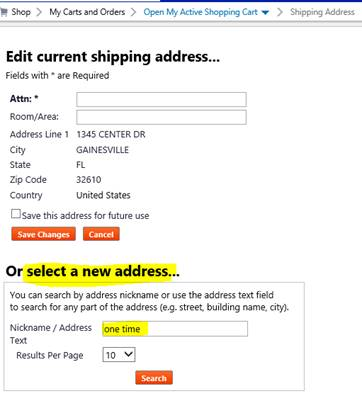 Shop > My Carts and Orders > Open My Active Shopping Cart > Shipping Address
Edit current shipping address...
Fields with * are Required
Attn: *
Room/Area:
Address Line 1 1345 CENTER DR
City GAINESVILLE
State FL
Zip Code 32610
Country United States
Save this address for future use
Save Changes Cancel
Or select a new address...
You can search by address nickname or use the address text field
to search for any part of the address (e.g. street, building name, city).
Nickname / Address one time
Text
Results Per Page 10
Search